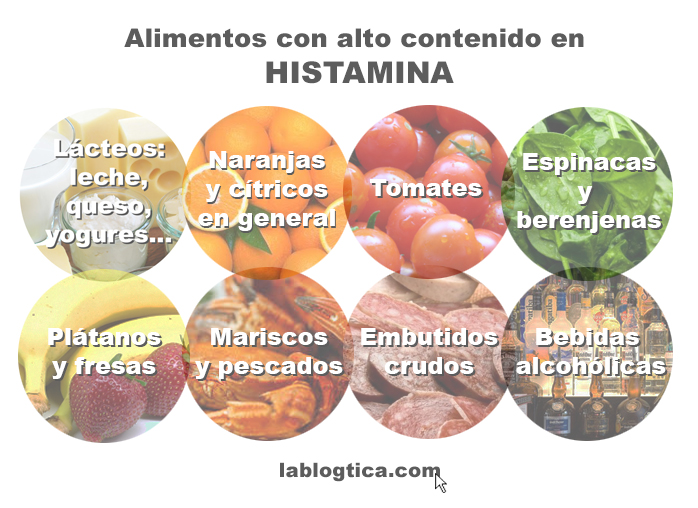 Alimentos con alto contenido en
HISTAMINA
Lácteos:
leche,
queso,
yogures...
Naranjas
y cítricos
en general
Tomates
Espinacas
y
berenjenas
Plátanos
y fresas
Mariscos
y pescados
Embutidos
crudos
Bebidas
alcohólicas
lablogtica.com